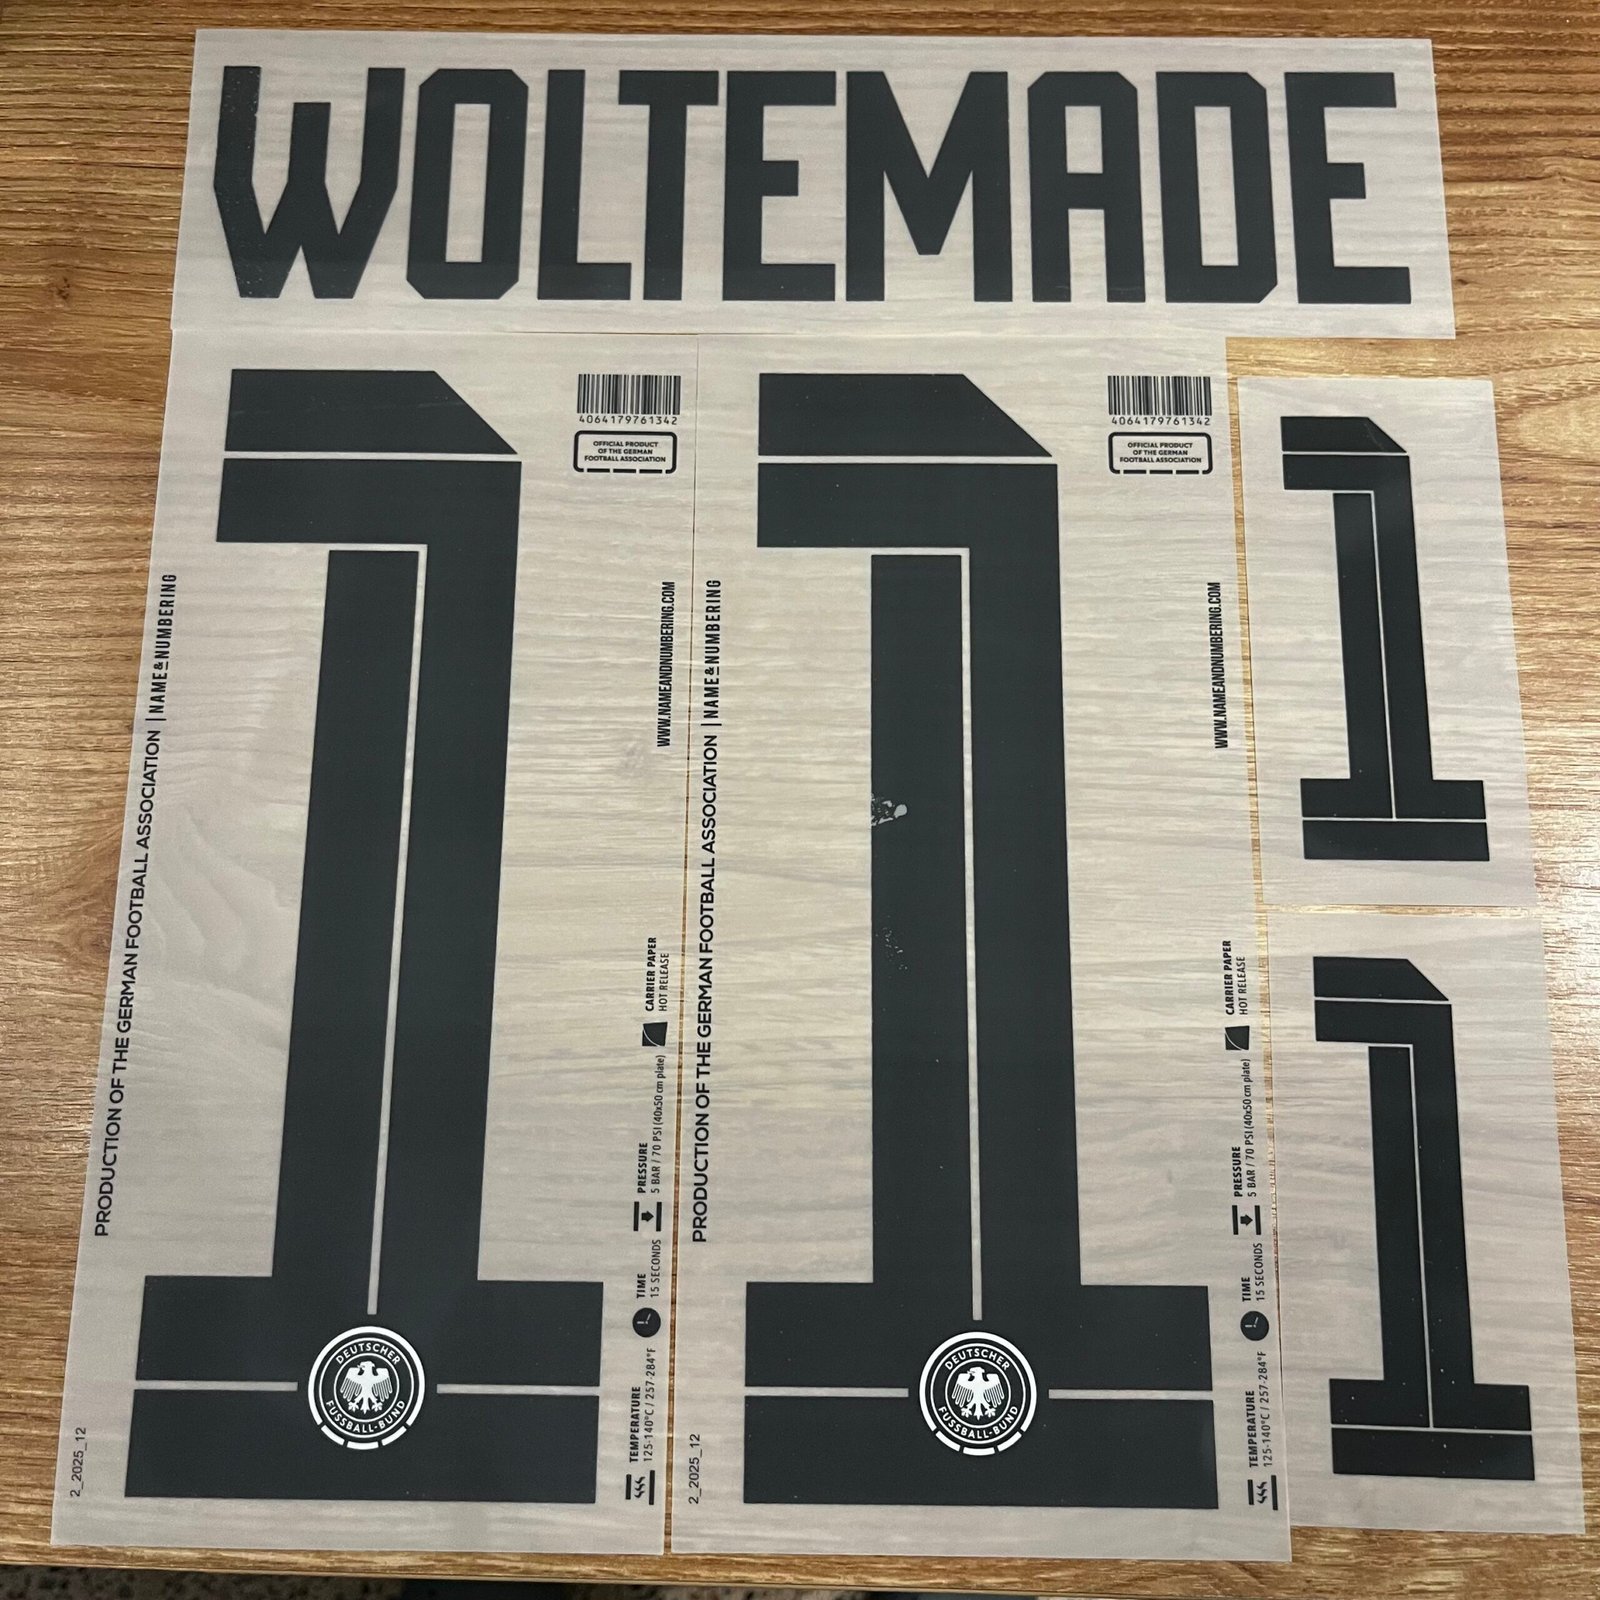 WOLTEMADE
1
4064179761342
OFFICIAL PRODUCT
OF THE GERMAN
FOOTBALL ASSOCIATION
PRODUCTION OF THE GERMAN FOOTBALL ASSOCIATION | NAME&NUMBERING
WWW.NAMEANDNUMBERING.COM
CARRIER PAPER
HOT RELEASE
PRESSURE
5 BAR / 70 PSI (40x50 cm plate)
TIME
15 SECONDS
TEMPERATURE
125-140°C / 257-284°F
DEUTSCHER
FUSSBALL-BUND
2_2025_12
1
4064179761342
OFFICIAL PRODUCT
OF THE GERMAN
FOOTBALL ASSOCIATION
PRODUCTION OF THE GERMAN FOOTBALL ASSOCIATION | NAME&NUMBERING
WWW.NAMEANDNUMBERING.COM
CARRIER PAPER
HOT RELEASE
PRESSURE
5 BAR / 70 PSI (40x50 cm plate)
TIME
15 SECONDS
TEMPERATURE
125-140°C / 257-284°F
DEUTSCHER
FUSSBALL-BUND
2_2025_12
1
1